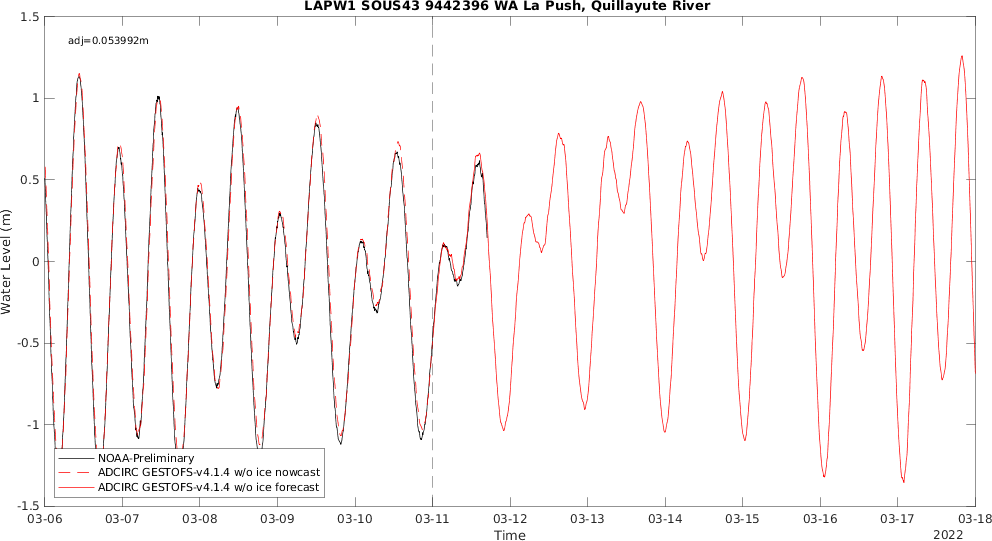 LAPW1 SOUS43 9442396 WA La Push, Quillayute River
adj=0.053992m
Water Level (m)
1.5
1
0.5
0
-0.5
-1
-1.5
NOAA-Preliminary
ADCIRC GESTOFS-v4.1.4 w/o ice nowcast
ADCIRC GESTOFS-v4.1.4 w/o ice forecast
03-06 03-07 03-08 03-09 03-10 03-11 03-12 03-13 03-14 03-15 03-16 03-17 03-18
Time
2022